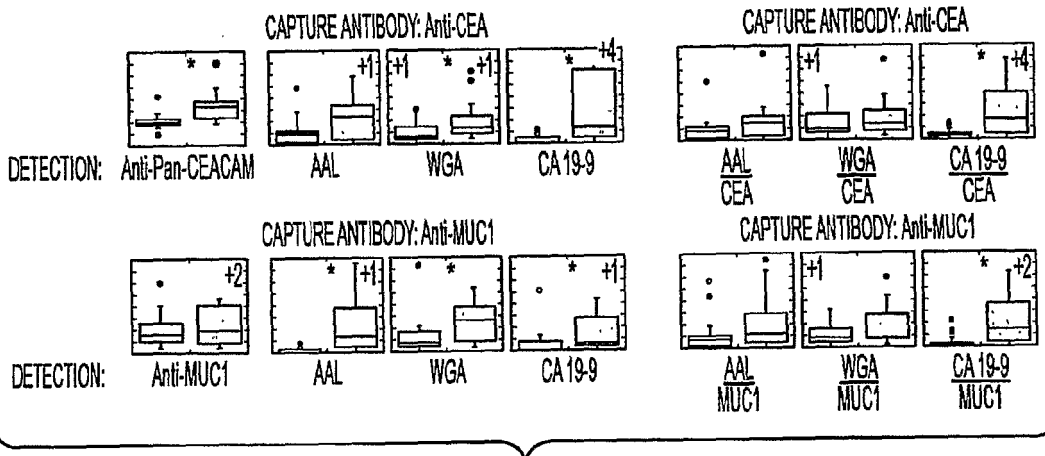 CAPTURE ANTIBODY: Anti-CEA
* +1 +1 * +1 * +4
DETECTION: Anti-Pan-CEACAM AAL WGA CA 19-9
CAPTURE ANTIBODY: Anti-CEA
+1 * +4
AAL WGA CA 19-9
CEA CEA CEA
CAPTURE ANTIBODY: Anti-MUC1
+2 * +1 * * +1
DETECTION: Anti-MUC1 AAL WGA CA 19-9
CAPTURE ANTIBODY: Anti-MUC1
+1 * +2
AAL WGA CA 19-9
MUC1 MUC1 MUC1